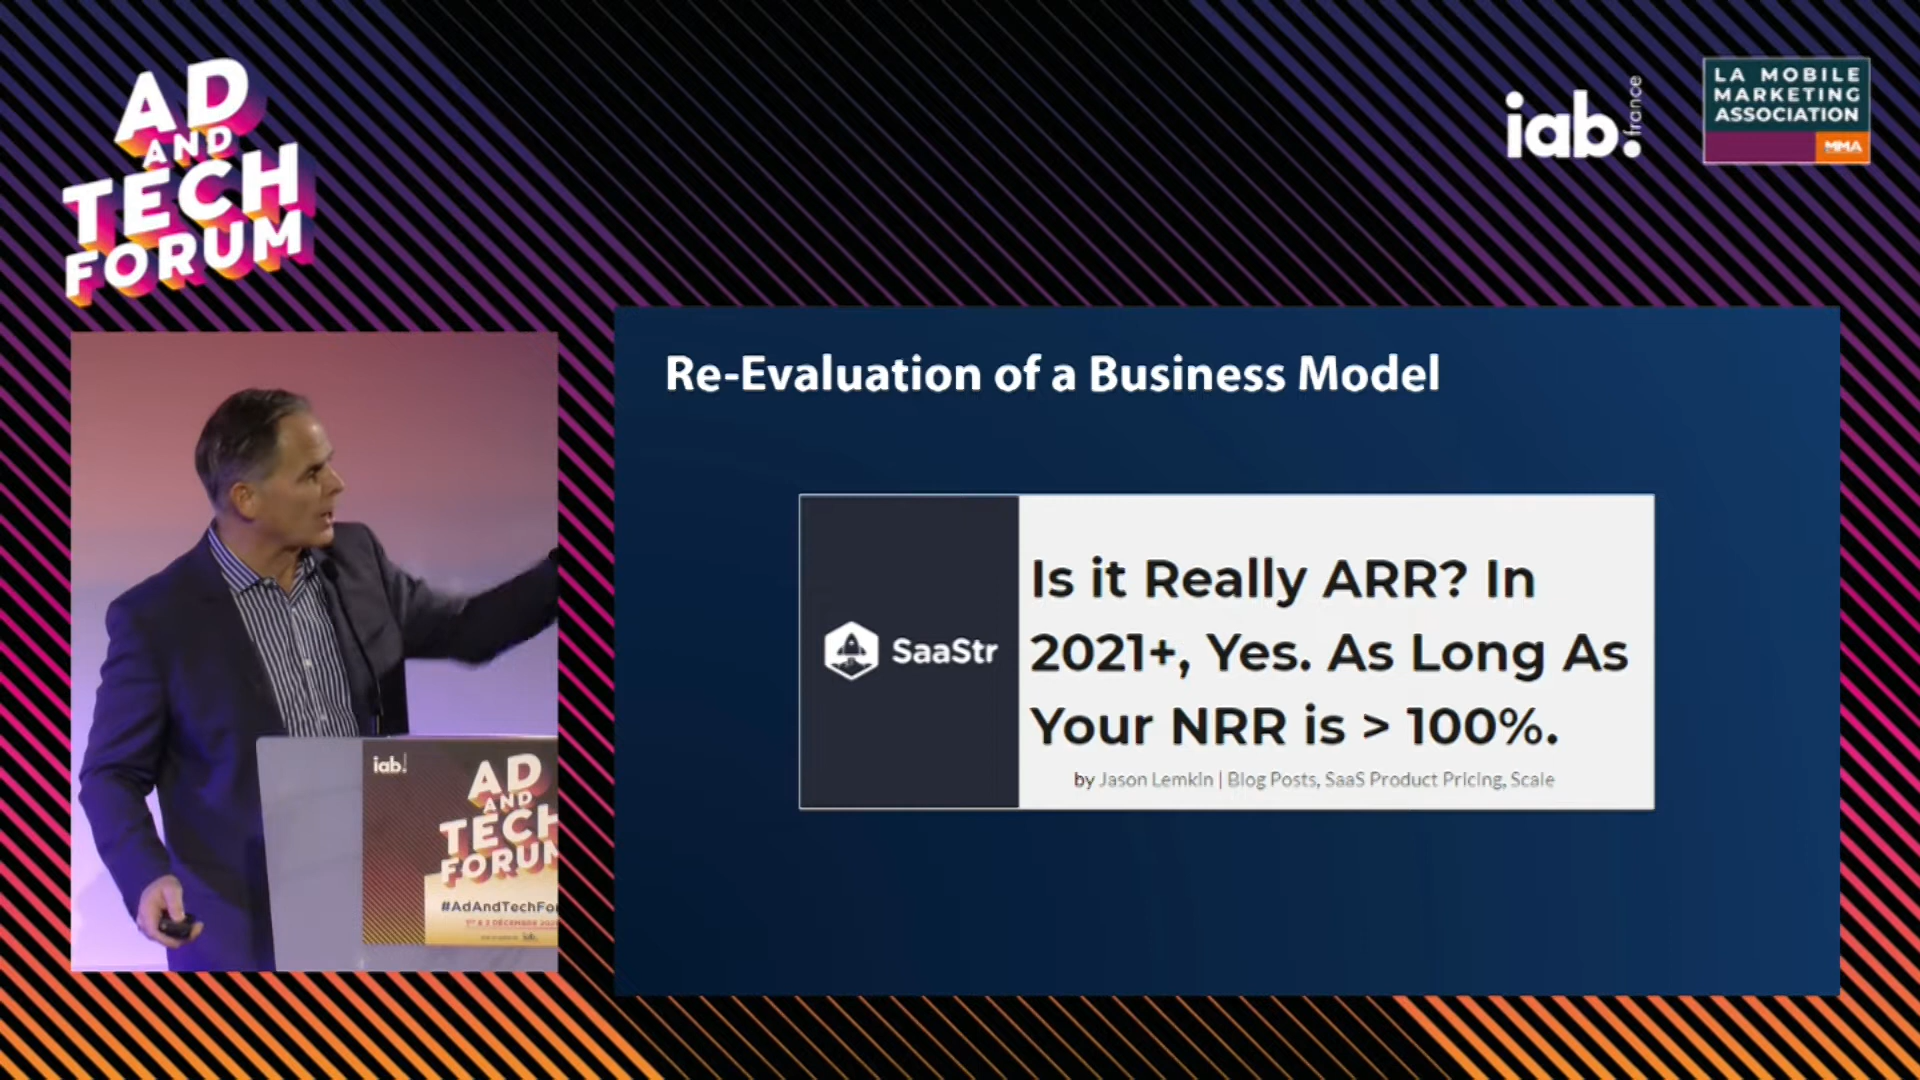 AD
AND
TECH
FORUM
iab.
france
LA MOBILE
MARKETING
ASSOCIATION
MMA
Re-Evaluation of a Business Model
SaaStr
Is it Really ARR? In
2021+, Yes. As Long As
Your NRR is > 100%.
by Jason Lemkin | Blog Posts, SaaS Product Pricing, Scale
iab.
AD
AND
TECH
FORUM
#AdAndTechFor